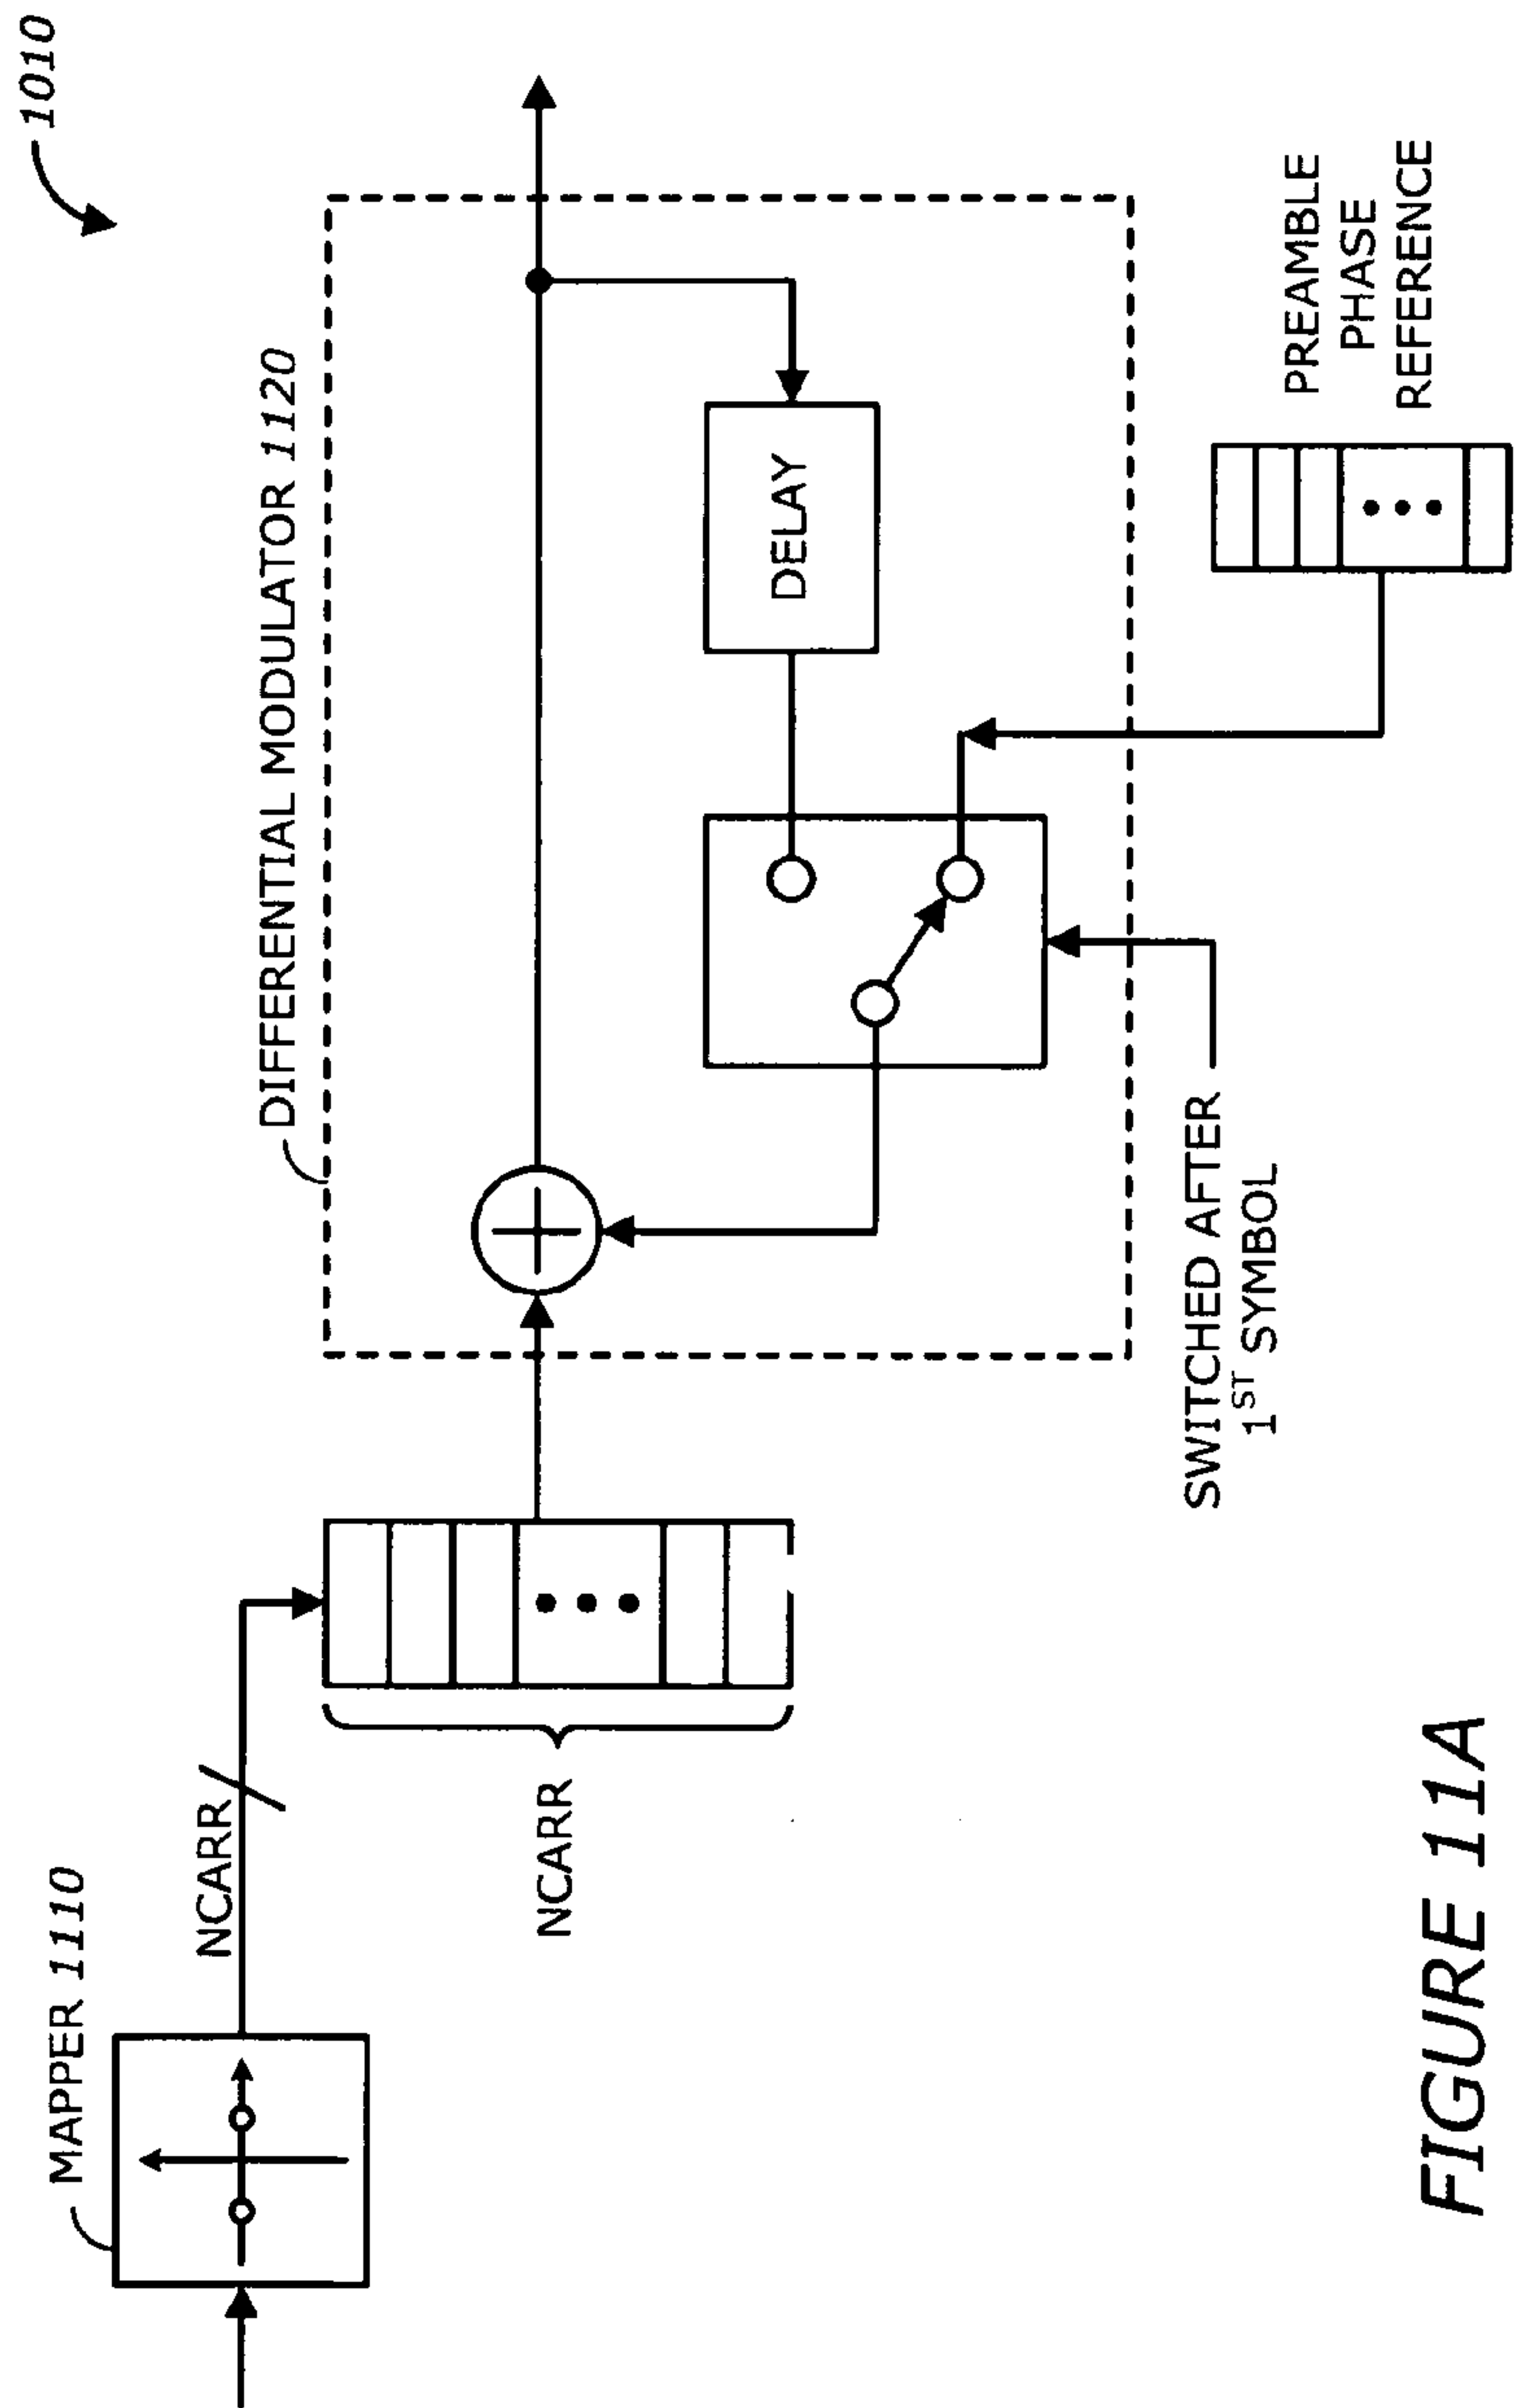 1010
DIFFERENTIAL MODULATOR 1120
MAPPER 1110
NCARR
NCARR
DELAY
SWITCHED AFTER
1ST SYMBOL
PREAMBLE
PHASE
REFERENCE
FIGURE 11A